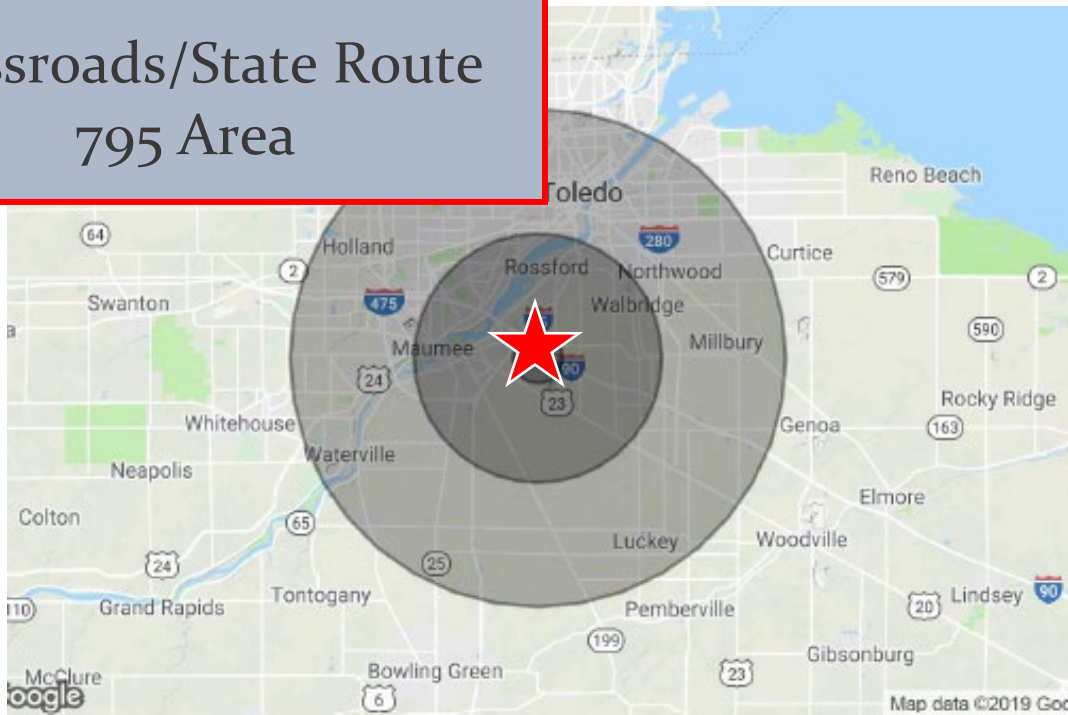 ssroads/State Route
795 Area
Toledo
Reno Beach
64
Holland
280
Curtice
2
Rossford
Northwood
579
2
Swanton
475
Walbridge
590
a
Maumee
Millbury
90
24
23
Rocky Ridge
Whitehouse
Genoa
163
Waterville
Neapolis
Elmore
Colton
65
Luckey
Woodville
24
25
110
Grand Rapids
Tontogany
Pemberville
20
Lindsey
90
199
Gibsonburg
McClure
Bowling Green
23
6
oogle
Map data ©2019 Goo